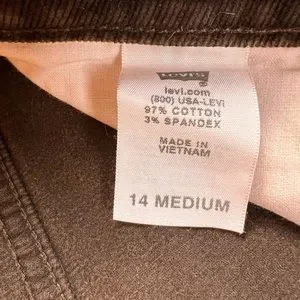 LEVI'S
levi.com
(800) USA-LEVI
97% COTTON
3% SPANDEX
MADE IN
VIETNAM
14 MEDIUM